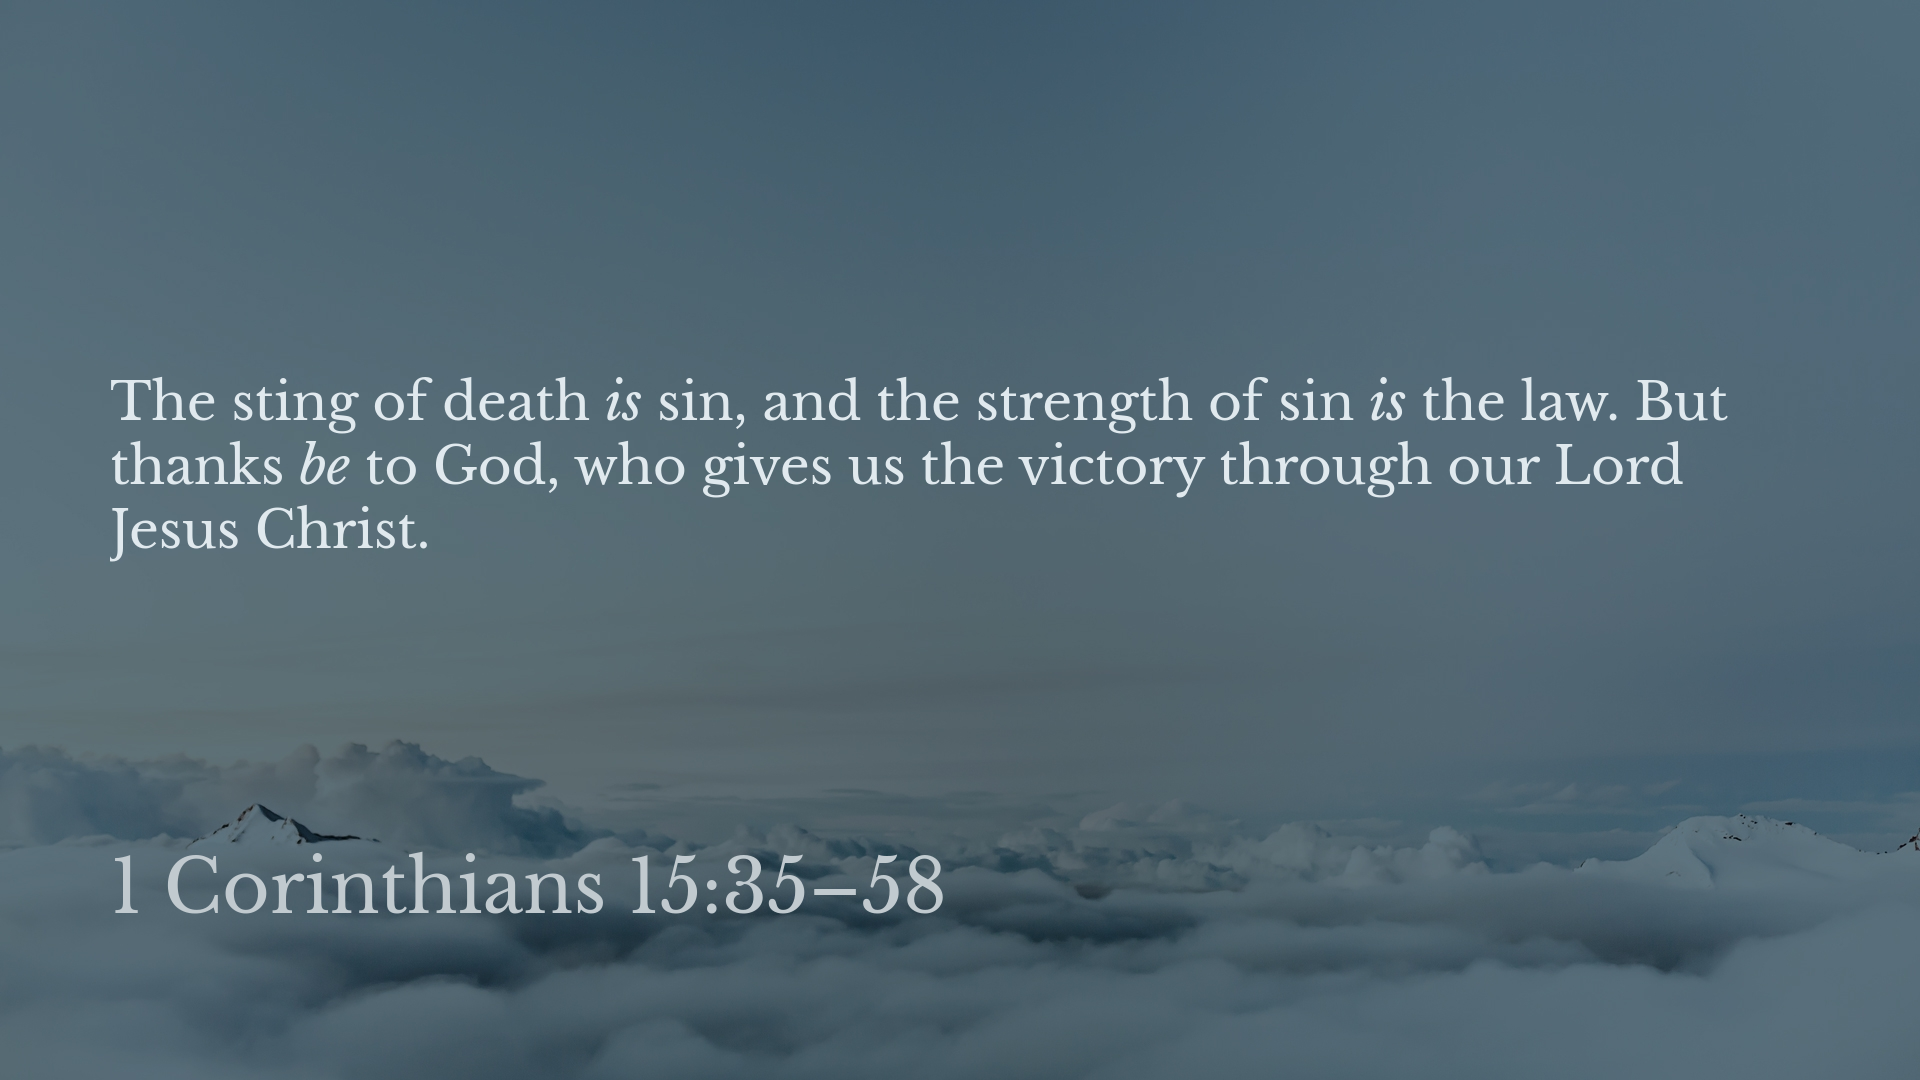 The sting of death is sin, and the strength of sin is the law. But
thanks be to God, who gives us the victory through our Lord
Jesus Christ.
1 Corinthians 15:35–58